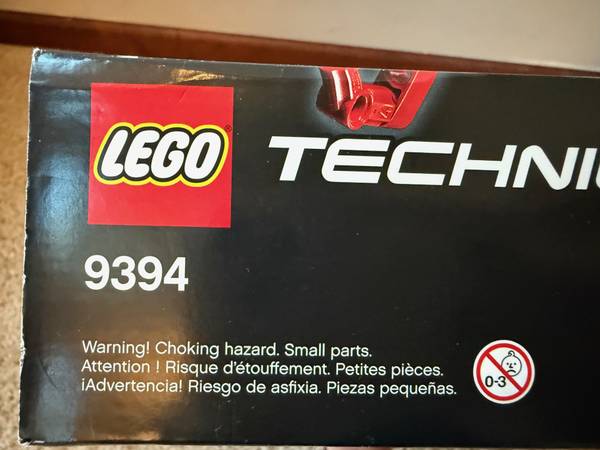 LEGO®
TECHNI
9394
Warning! Choking hazard. Small parts.
Attention ! Risque d'étouffement. Petites pièces.
¡Advertencia! Riesgo de asfixia. Piezas pequeñas.
0-3